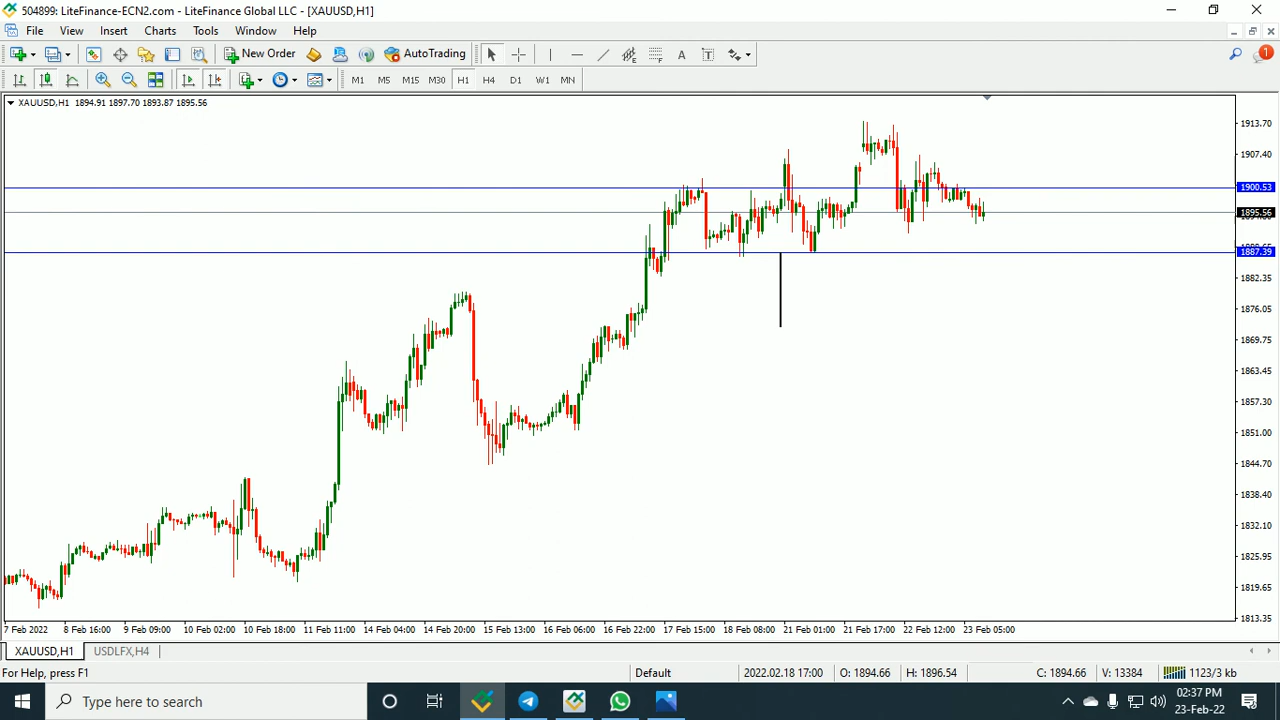 504899: LiteFinance-ECN2.com - LiteFinance Global LLC - [XAUUSD,H1]
File View Insert Charts Tools Options Window Help
New Order AutoTrading A T 1
M1 M5 M15 M30 H1 H4 D1 W1 MN
XAUUSD,H1 1894.91 1897.70 1893.87 1895.56
1913.70
1907.40
1900.53
1895.56
1887.39
1882.35
1876.05
1869.75
1863.45
1857.30
1851.00
1844.70
1838.40
1832.10
1825.95
1819.65
1813.35
7 Feb 2022 8 Feb 16:00 9 Feb 09:00 10 Feb 02:00 10 Feb 18:00 11 Feb 11:00 14 Feb 04:00 14 Feb 20:00 15 Feb 13:00 16 Feb 06:00 16 Feb 22:00 17 Feb 15:00 18 Feb 08:00 21 Feb 01:00 21 Feb 17:00 22 Feb 12:00 23 Feb 05:00
XAUUSD,H1 USDLFX,H4
For Help, press F1 Default 2022.02.18 17:00 O: 1894.66 H: 1896.54 C: 1894.66 V: 13384 1123/3 kb
Type here to search 02:37 PM
23-Feb-22